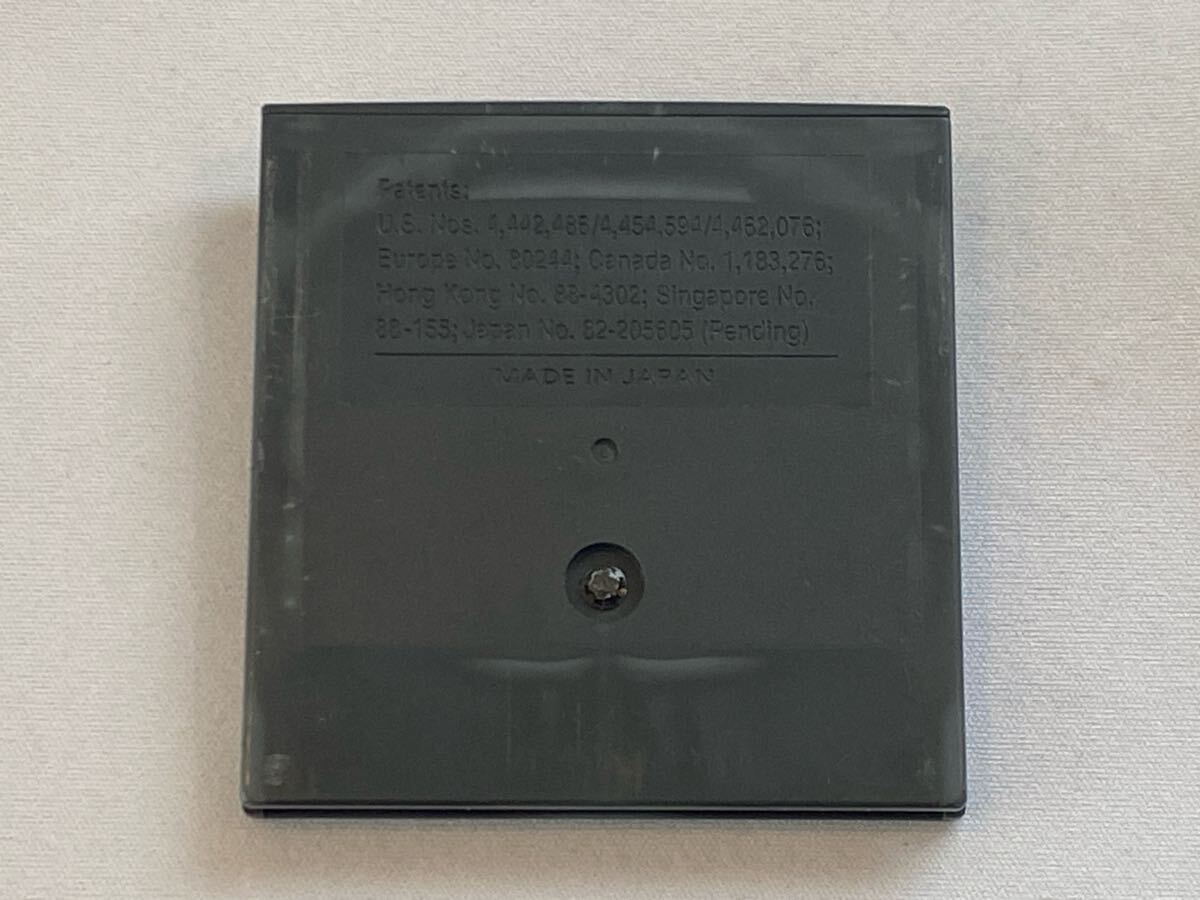 Patents:
U.S. Nos. 4,442,486/4,454,594/4,462,076;
Europe No. 80244; Canada No. 1,183,276;
Hong Kong No. 88-4302; Singapore No.
88-155; Japan No. 82-205605 (Pending)
MADE IN JAPAN